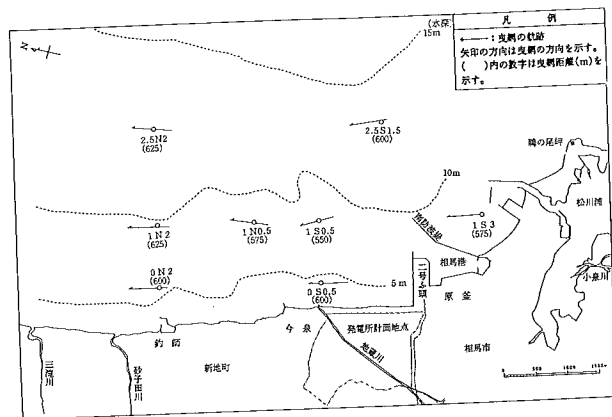 凡 例
：曳網の軌跡
矢印の方向は曳網の方向を示す。
（ ）内の数字は曳網距離(m)を
示す。
(水深)
15m
N
2.5N2
(625)
2.5S1.5
(600)
鵜の尾岬
松川浦
10m
1N2
(625)
1N0.5
(575)
1S0.5
(550)
1S3
(575)
相馬港
小泉川
0N2
(600)
0S0.5
(600)
5m
二号ふ頭
原釜
釣師
今泉
発電所計画地点
地蔵川
相馬市
三滝川
砂子田川
新地町
0
500
1000